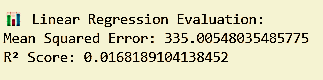 📊 Linear Regression Evaluation:
Mean Squared Error: 335.00548035485775
R² Score: 0.0168189104138452